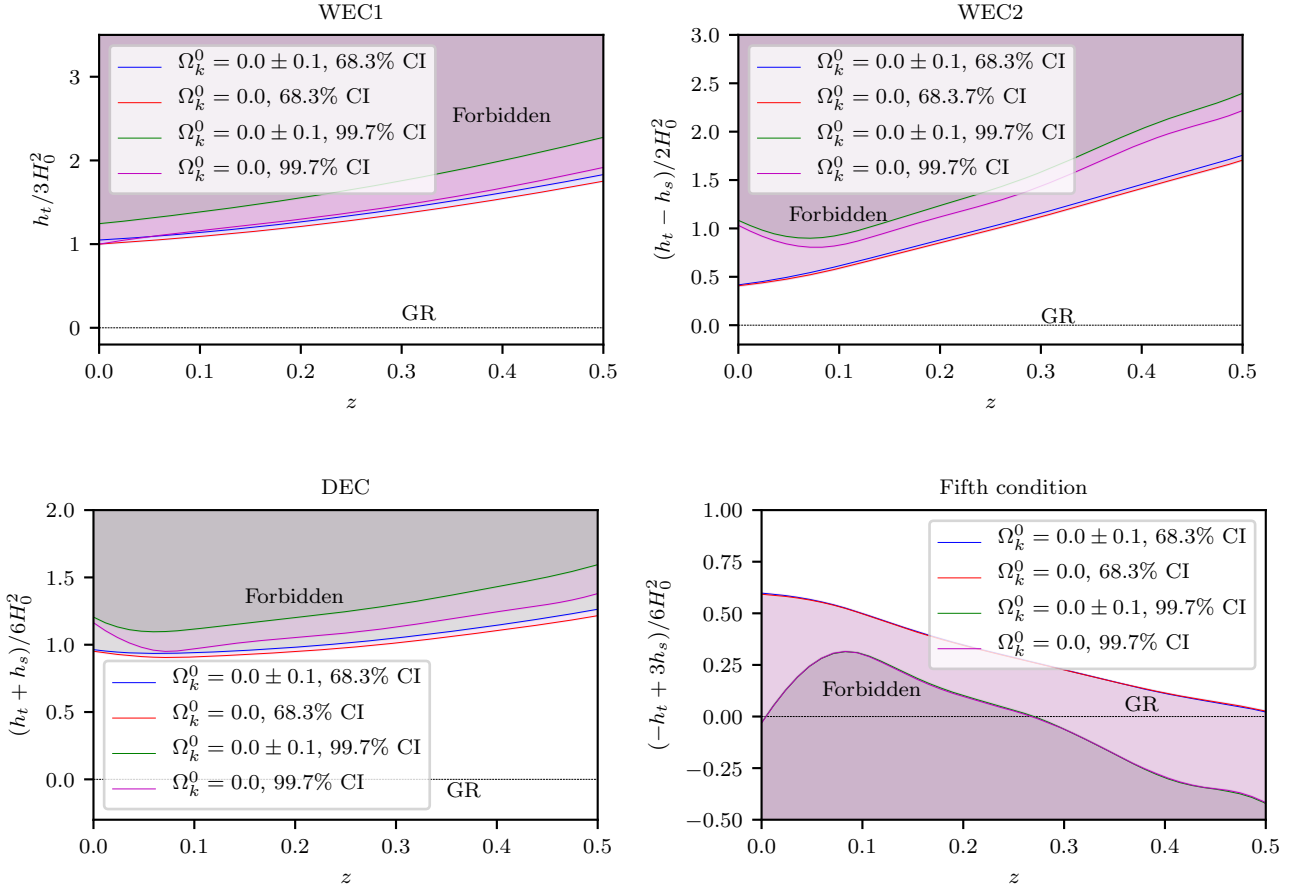 WEC1
h_t/3H_0^2
3
2
1
0
Ω_k^0 = 0.0 ± 0.1, 68.3% CI
Ω_k^0 = 0.0, 68.3% CI
Ω_k^0 = 0.0 ± 0.1, 99.7% CI
Ω_k^0 = 0.0, 99.7% CI
Forbidden
GR
0.0 0.1 0.2 0.3 0.4 0.5
z
WEC2
(h_t − h_s)/2H_0^2
3.0
2.5
2.0
1.5
1.0
0.5
0.0
Ω_k^0 = 0.0 ± 0.1, 68.3% CI
Ω_k^0 = 0.0, 68.3.7% CI
Ω_k^0 = 0.0 ± 0.1, 99.7% CI
Ω_k^0 = 0.0, 99.7% CI
Forbidden
GR
0.0 0.1 0.2 0.3 0.4 0.5
z
DEC
(h_t + h_s)/6H_0^2
2.0
1.5
1.0
0.5
0.0
Forbidden
Ω_k^0 = 0.0 ± 0.1, 68.3% CI
Ω_k^0 = 0.0, 68.3% CI
Ω_k^0 = 0.0 ± 0.1, 99.7% CI
Ω_k^0 = 0.0, 99.7% CI
GR
0.0 0.1 0.2 0.3 0.4 0.5
z
Fifth condition
(−h_t + 3h_s)/6H_0^2
1.00
0.75
0.50
0.25
0.00
−0.25
−0.50
Ω_k^0 = 0.0 ± 0.1, 68.3% CI
Ω_k^0 = 0.0, 68.3% CI
Ω_k^0 = 0.0 ± 0.1, 99.7% CI
Ω_k^0 = 0.0, 99.7% CI
Forbidden
GR
0.0 0.1 0.2 0.3 0.4 0.5
z